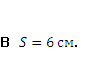 В S = 6 см.